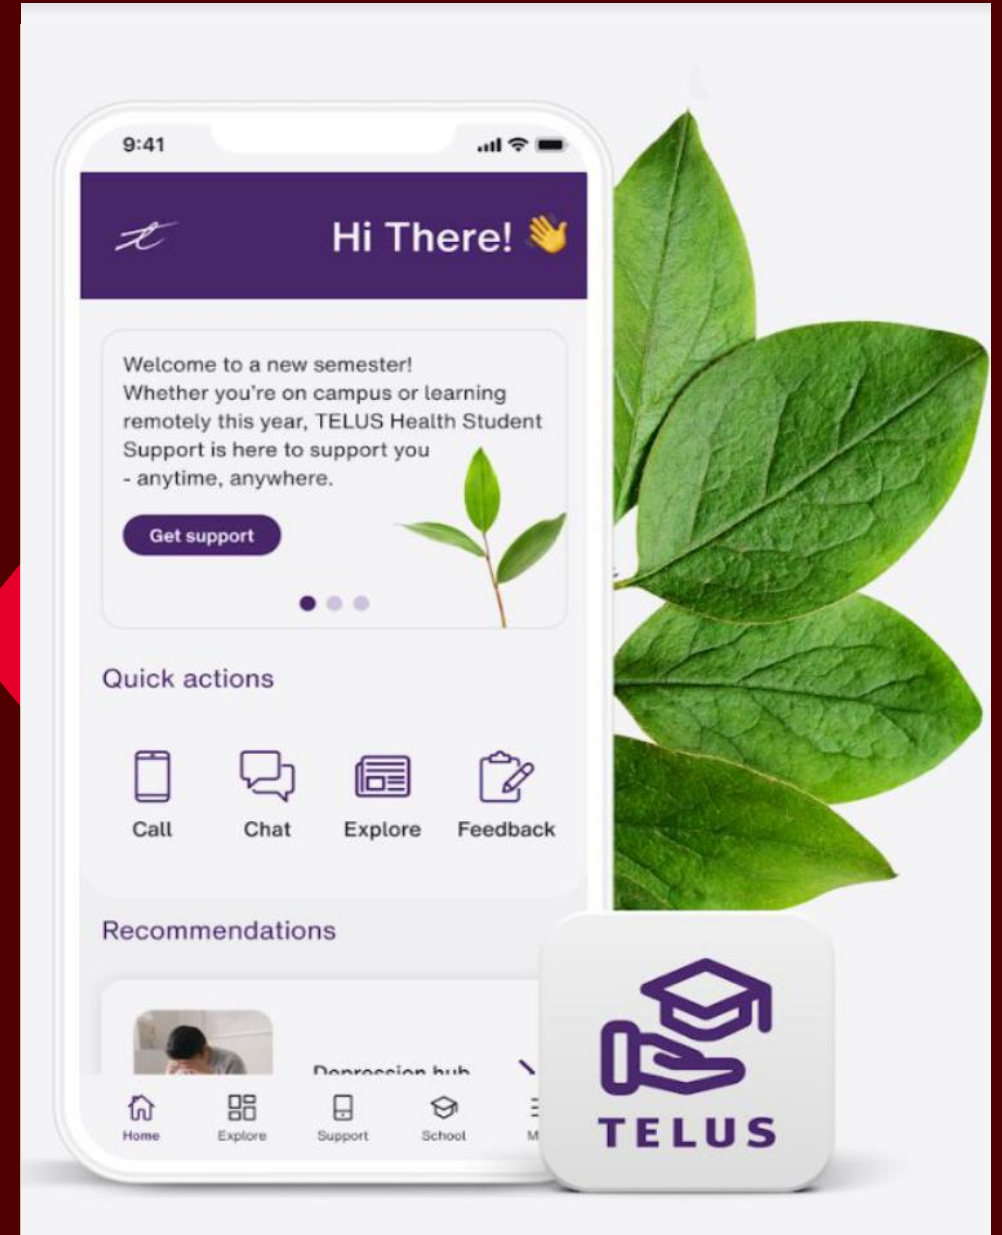 9:41
Hi There! 👋
Welcome to a new semester!
Whether you're on campus or learning
remotely this year, TELUS Health Student
Support is here to support you
- anytime, anywhere.
Get support
Quick actions
Call Chat Explore Feedback
Recommendations
Depression hub
Home Explore Support School
TELUS